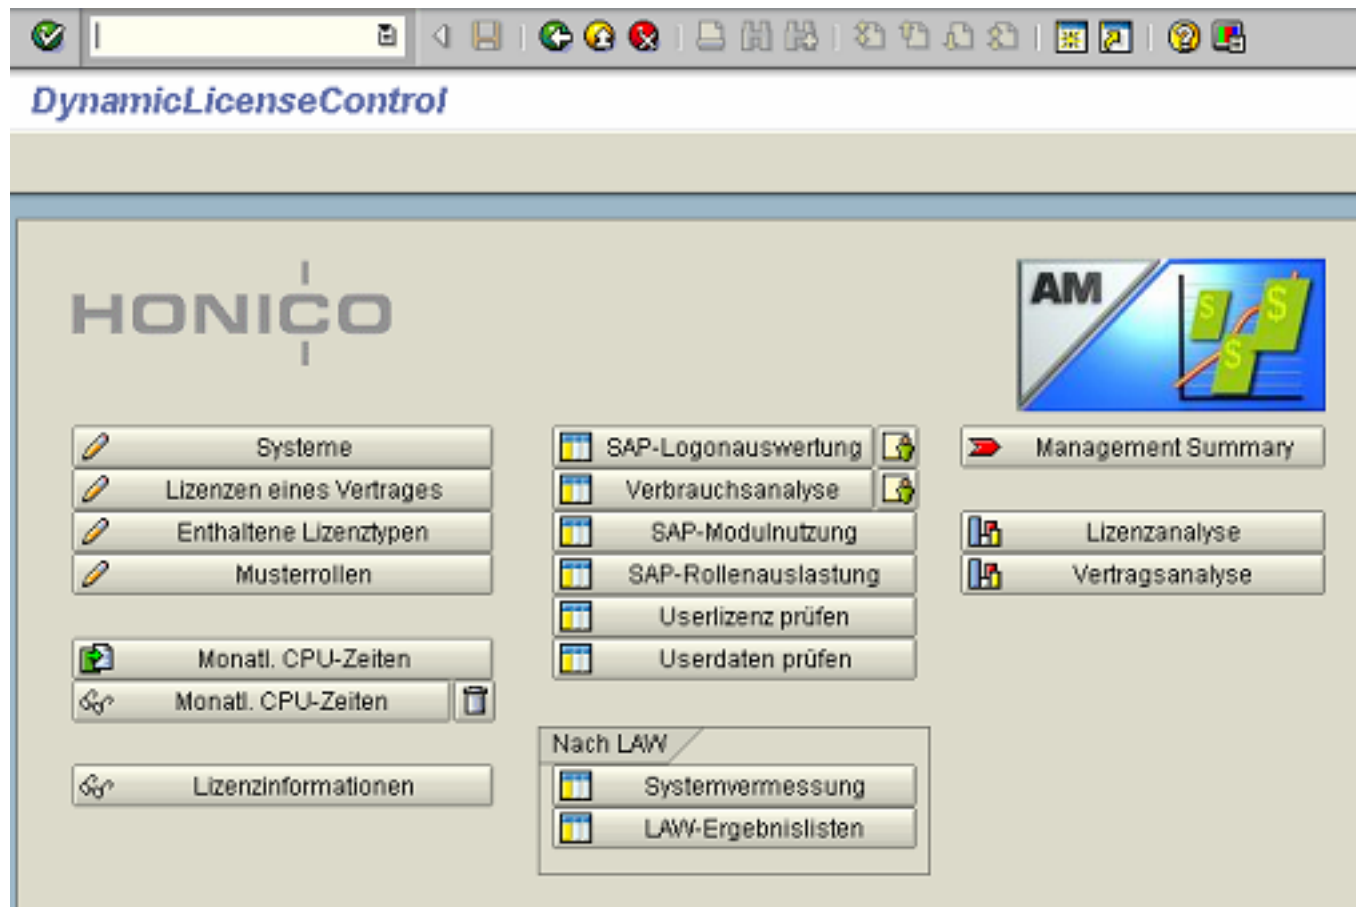 DynamicLicenseControl
HONICO
AM
$ $ $
Systeme
Lizenzen eines Vertrages
Enthaltene Lizenztypen
Musterrollen
Monatl. CPU-Zeiten
Monatl. CPU-Zeiten
Lizenzinformationen
SAP-Logonauswertung
Verbrauchsanalyse
SAP-Modulnutzung
SAP-Rollenauslastung
Userlizenz prüfen
Userdaten prüfen
Nach LAW
Systemvermessung
LAW-Ergebnislisten
Management Summary
Lizenzanalyse
Vertragsanalyse